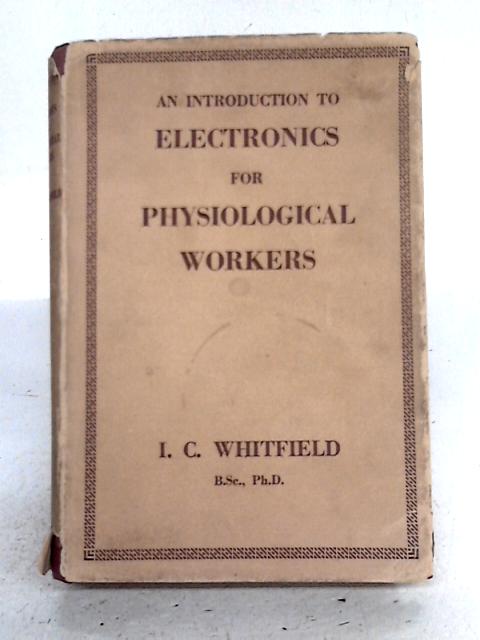 AN INTRODUCTION TO
ELECTRONICS
FOR
PHYSIOLOGICAL
WORKERS
I. C. WHITFIELD
B.Sc., Ph.D.